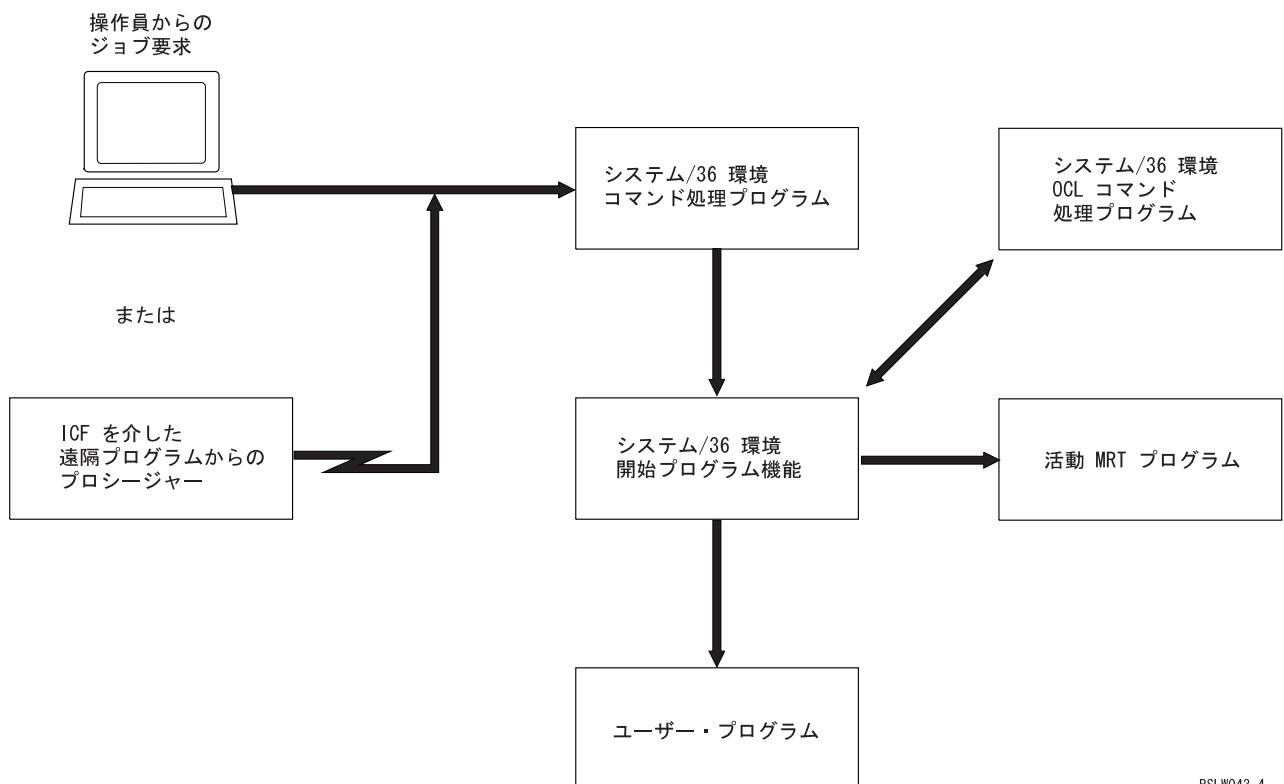 操作員からの
ジョブ要求
システム/36 環境
コマンド処理プログラム
システム/36 環境
OCL コマンド
処理プログラム
または
ICF を介した
遠隔プログラムからの
プロシージャー
システム/36 環境
開始プログラム機能
活動 MRT プログラム
ユーザー・プログラム
RSLW043-4